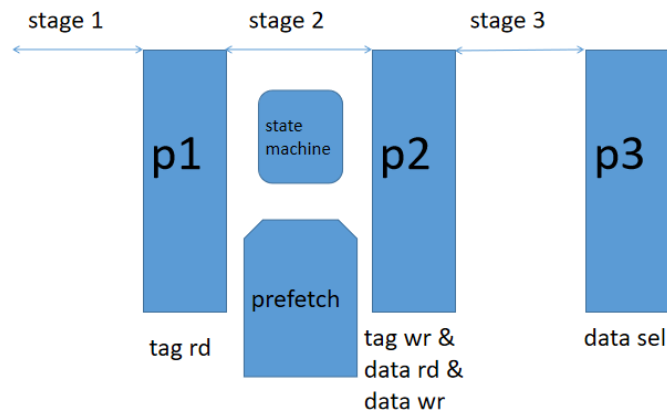 stage 1
stage 2
stage 3
p1
state
machine
p2
p3
prefetch
tag rd
tag wr &
data rd &
data wr
data sel